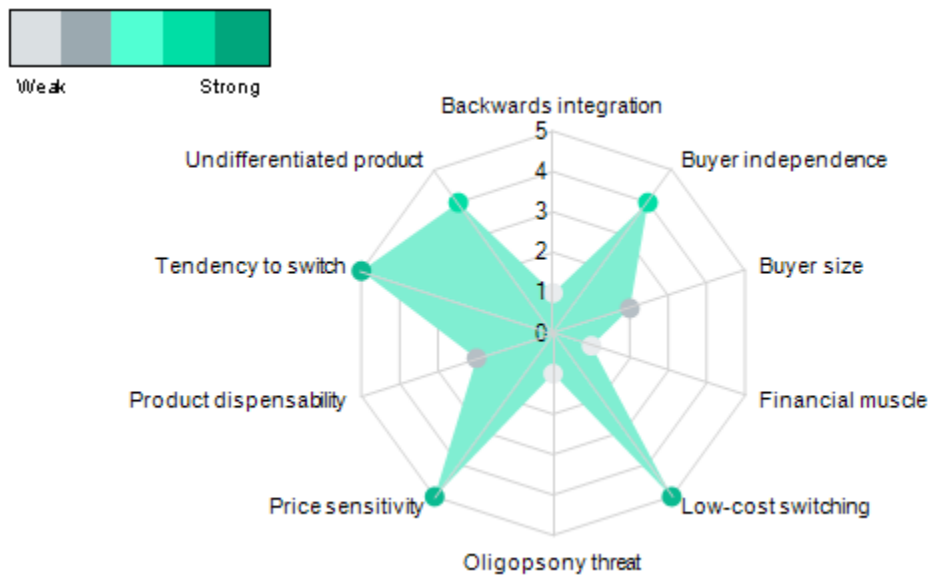 Weak
Strong
Backwards integration
5
Undifferentiated product
Buyer independence
4
3
2
Tendency to switch
Buyer size
1
0
Product dispensability
Financial muscle
Price sensitivity
Low-cost switching
Oligopsony threat